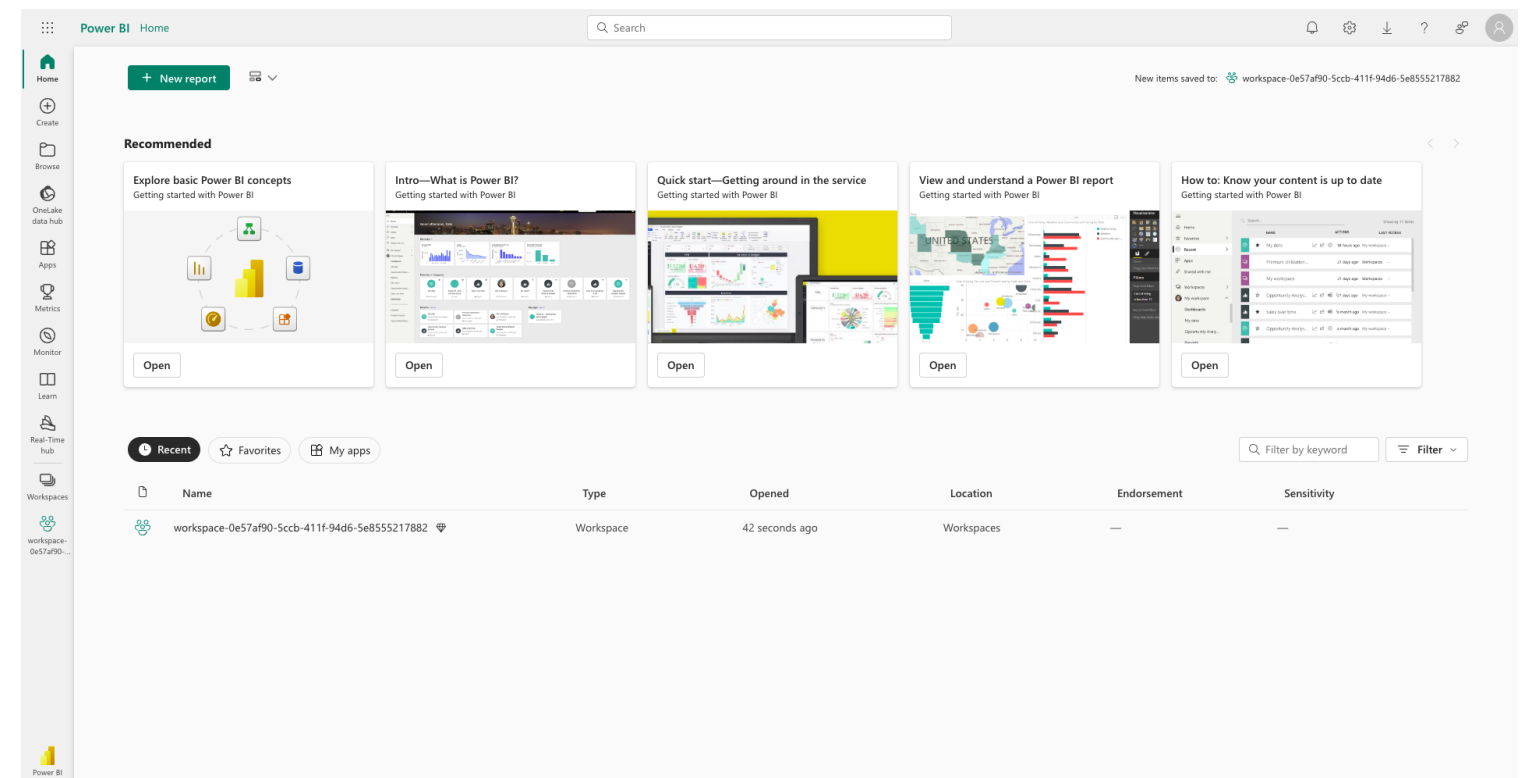 Power BI Home
Search
Home
Create
Browse
OneLake
data hub
Apps
Metrics
Monitor
Learn
Real-Time
hub
Workspaces
workspace-
0e57af90-...
Power BI
+ New report
New items saved to: workspace-0e57af90-5ccb-411f-94d6-5e8555217882
Recommended
Explore basic Power BI concepts
Getting started with Power BI
Open
Intro—What is Power BI?
Getting started with Power BI
Open
Quick start—Getting around in the service
Getting started with Power BI
Open
View and understand a Power BI report
Getting started with Power BI
UNITED STATES
Open
How to: Know your content is up to date
Getting started with Power BI
Open
Recent Favorites My apps
Filter by keyword Filter
Name Type Opened Location Endorsement Sensitivity
workspace-0e57af90-5ccb-411f-94d6-5e8555217882 Workspace 42 seconds ago Workspaces — —